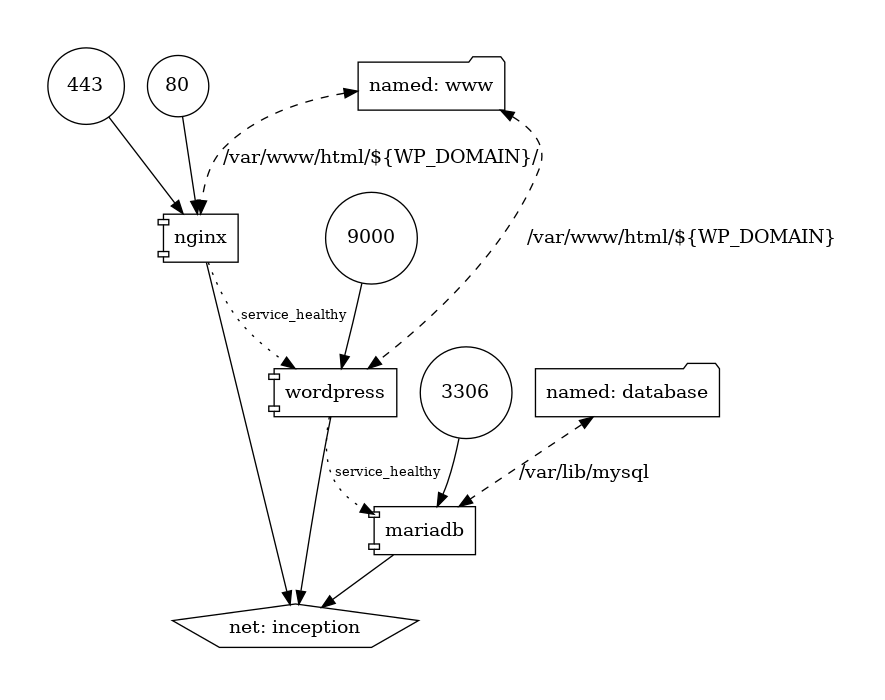 443
80
named: www
/var/www/html/${WP_DOMAIN}/
nginx
9000
/var/www/html/${WP_DOMAIN}
service_healthy
wordpress
3306
named: database
service_healthy
/var/lib/mysql
mariadb
net: inception